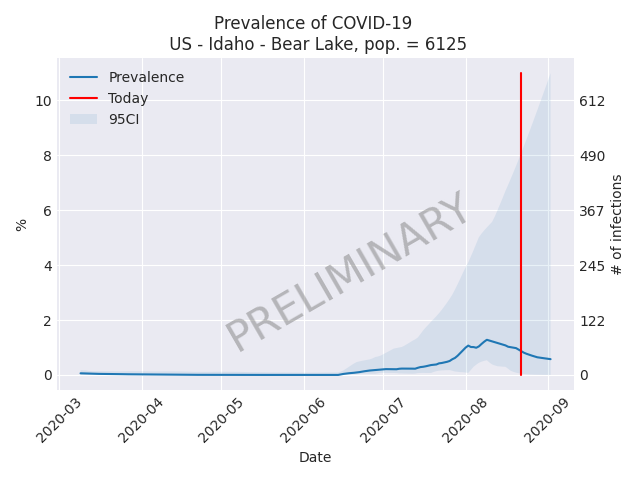 Prevalence of COVID-19
US - Idaho - Bear Lake, pop. = 6125
Prevalence
Today
95CI
PRELIMINARY
%
10
8
6
4
2
0
# of infections
612
490
367
245
122
0
2020-03
2020-04
2020-05
2020-06
2020-07
2020-08
2020-09
Date